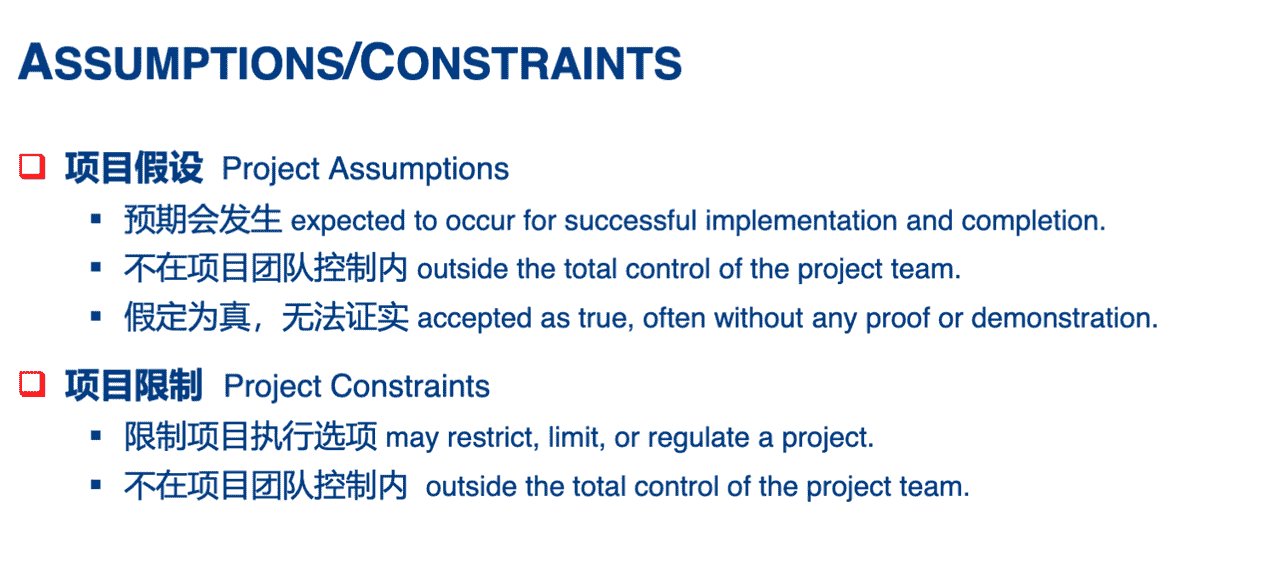 ASSUMPTIONS/CONSTRAINTS
项目假设 Project Assumptions
预期会发生 expected to occur for successful implementation and completion.
不在项目团队控制内 outside the total control of the project team.
假定为真，无法证实 accepted as true, often without any proof or demonstration.
项目限制 Project Constraints
限制项目执行选项 may restrict, limit, or regulate a project.
不在项目团队控制内 outside the total control of the project team.